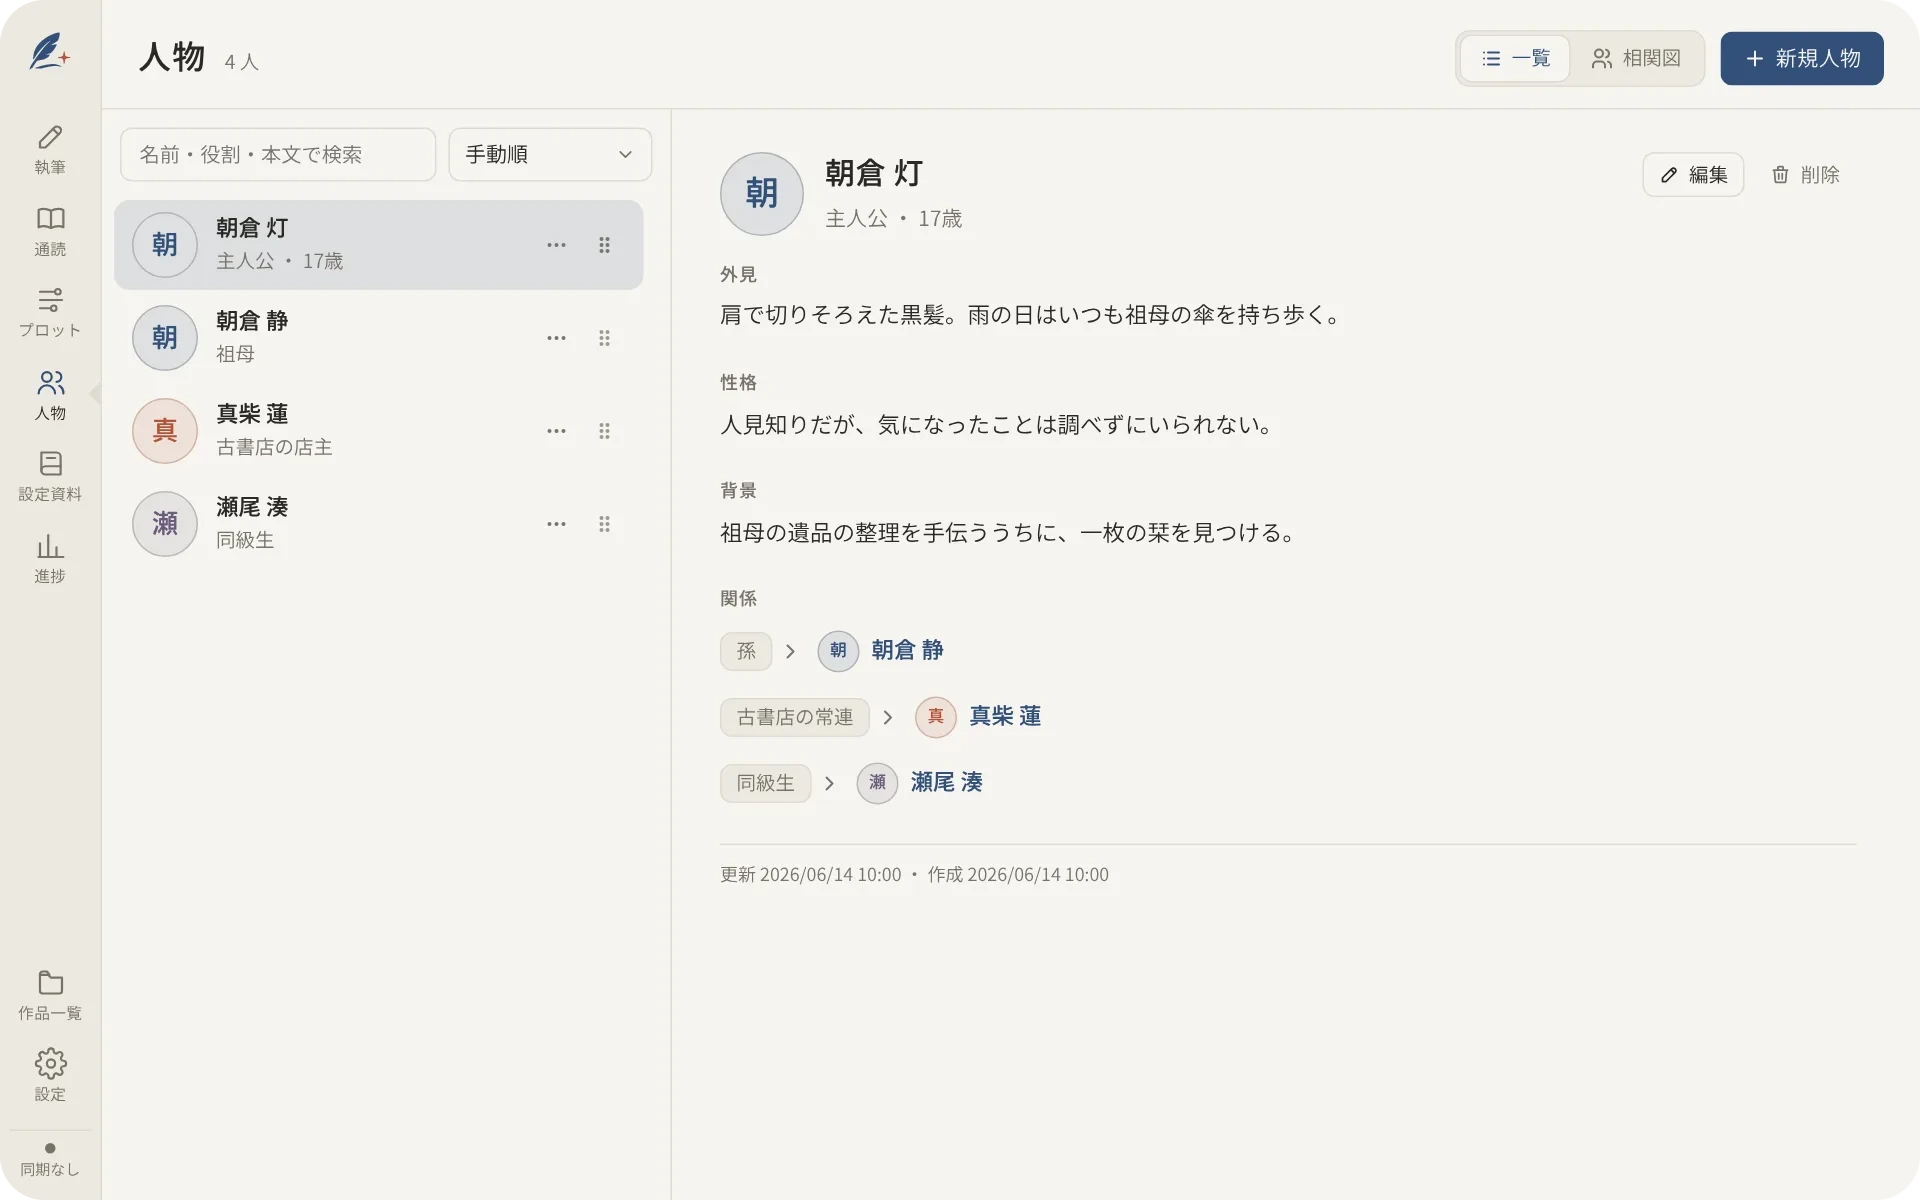 執筆
通読
プロット
人物
設定資料
進捗
作品一覧
設定
同期なし
人物 4 人
一覧
相関図
新規人物
名前・役割・本文で検索
手動順
朝
朝倉 灯
主人公 ・ 17歳
朝
朝倉 静
祖母
真
真柴 蓮
古書店の店主
瀬
瀬尾 湊
同級生
朝
朝倉 灯
主人公 ・ 17歳
編集
削除
外見
肩で切りそろえた黒髪。雨の日はいつも祖母の傘を持ち歩く。
性格
人見知りだが、気になったことは調べずにいられない。
背景
祖母の遺品の整理を手伝ううちに、一枚の栞を見つける。
関係
孫 朝 朝倉 静
古書店の常連 真 真柴 蓮
同級生 瀬 瀬尾 湊
更新 2026/06/14 10:00 ・ 作成 2026/06/14 10:00